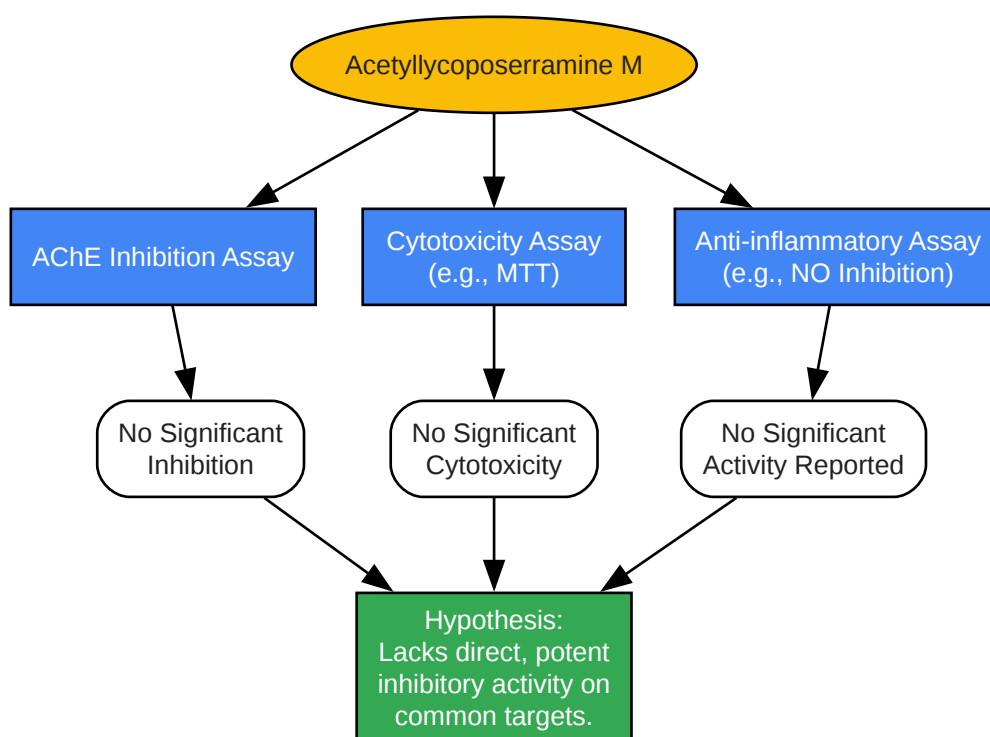 Acetyllycoposerramine M
AChE Inhibition Assay
Cytotoxicity Assay
(e.g., MTT)
Anti-inflammatory Assay
(e.g., NO Inhibition)
No Significant
Inhibition
No Significant
Cytotoxicity
No Significant
Activity Reported
Hypothesis:
Lacks direct, potent
inhibitory activity on
common targets.